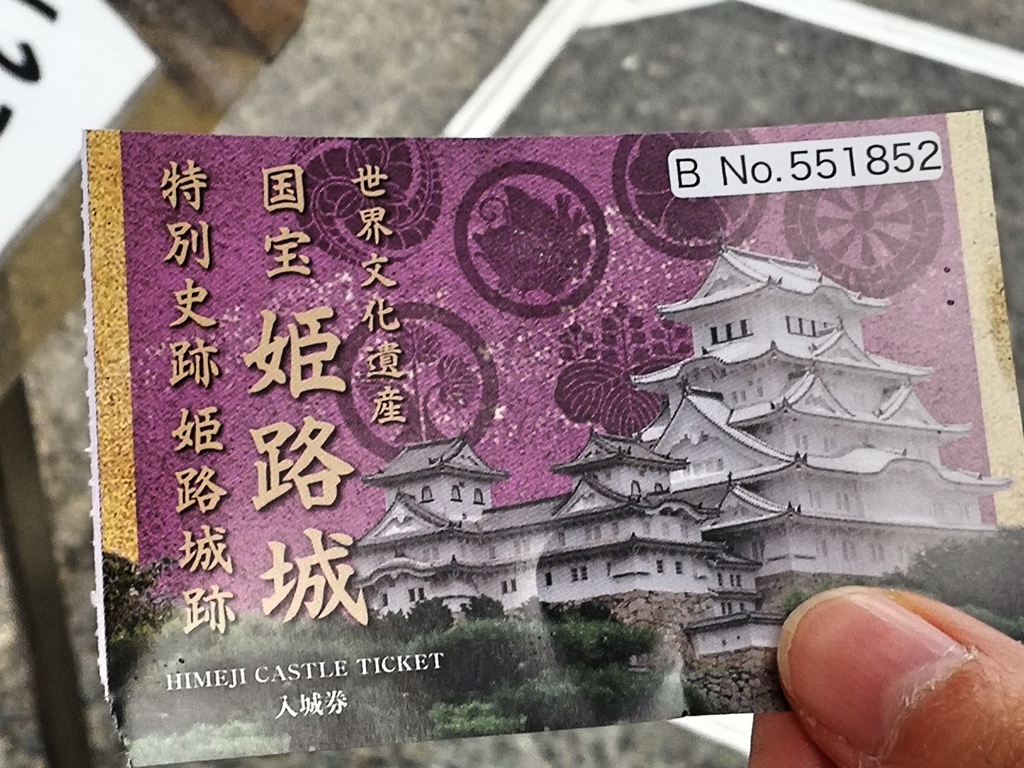 B No.551852
世界文化遺産
国宝 姫路城
特別史跡 姫路城跡
HIMEJI CASTLE TICKET
入城券